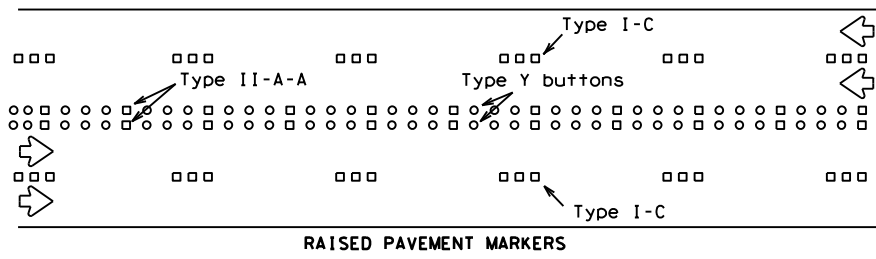 Type I-C
Type II-A-A
Type Y buttons
Type I-C
RAISED PAVEMENT MARKERS